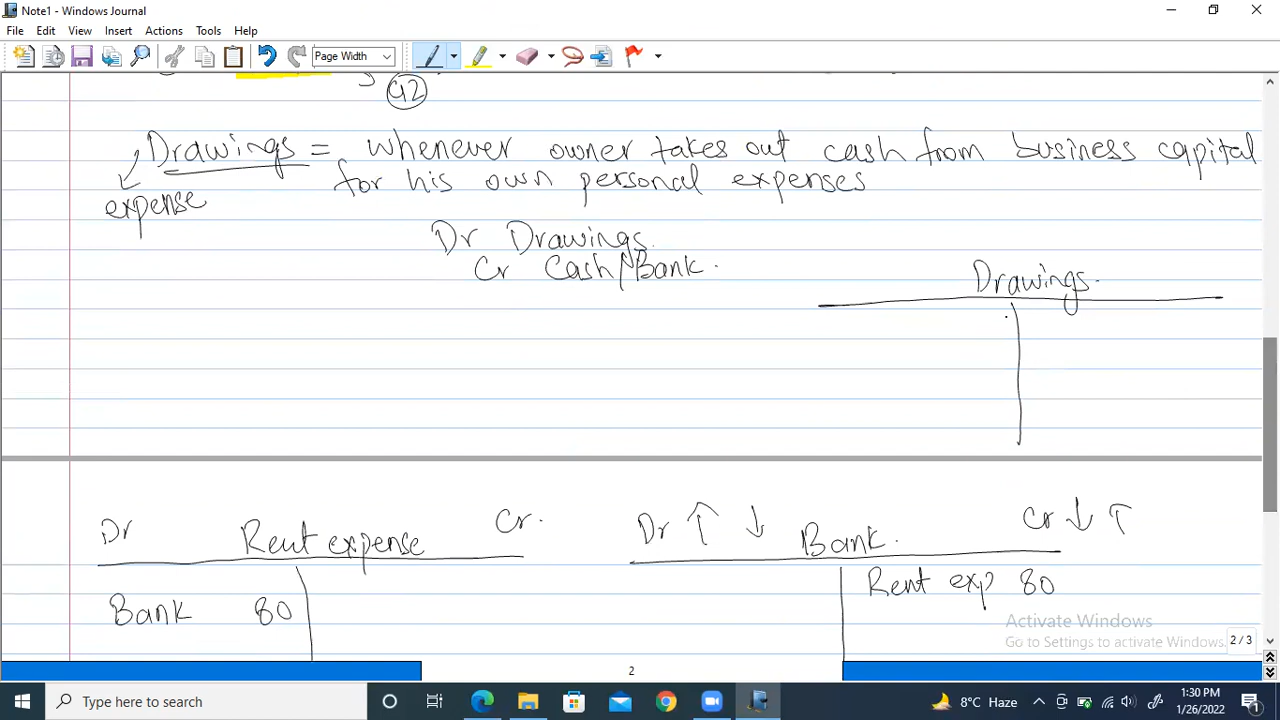 Note1 - Windows Journal
File Edit View Insert Actions Tools Help
Page Width
Drawings = whenever owner takes out cash from business capital
for his own personal expenses
expense
Dr Drawings.
Cr Cash/Bank.
Drawings.
Dr Rent expense Cr.
Dr ↑ ↓ Bank. Cr ↓ ↑
Rent exp 80
Bank 80
Activate Windows
Go to Settings to activate Windows.
2 / 3
2
Type here to search
8°C Haze
1:30 PM
1/26/2022
1